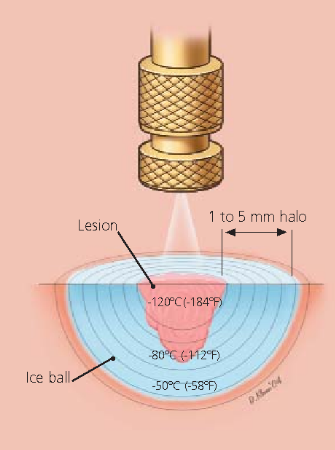 1 to 5 mm halo
Lesion
-120°C (-184°F)
-80°C (-112°F)
Ice ball
-50°C (-58°F)